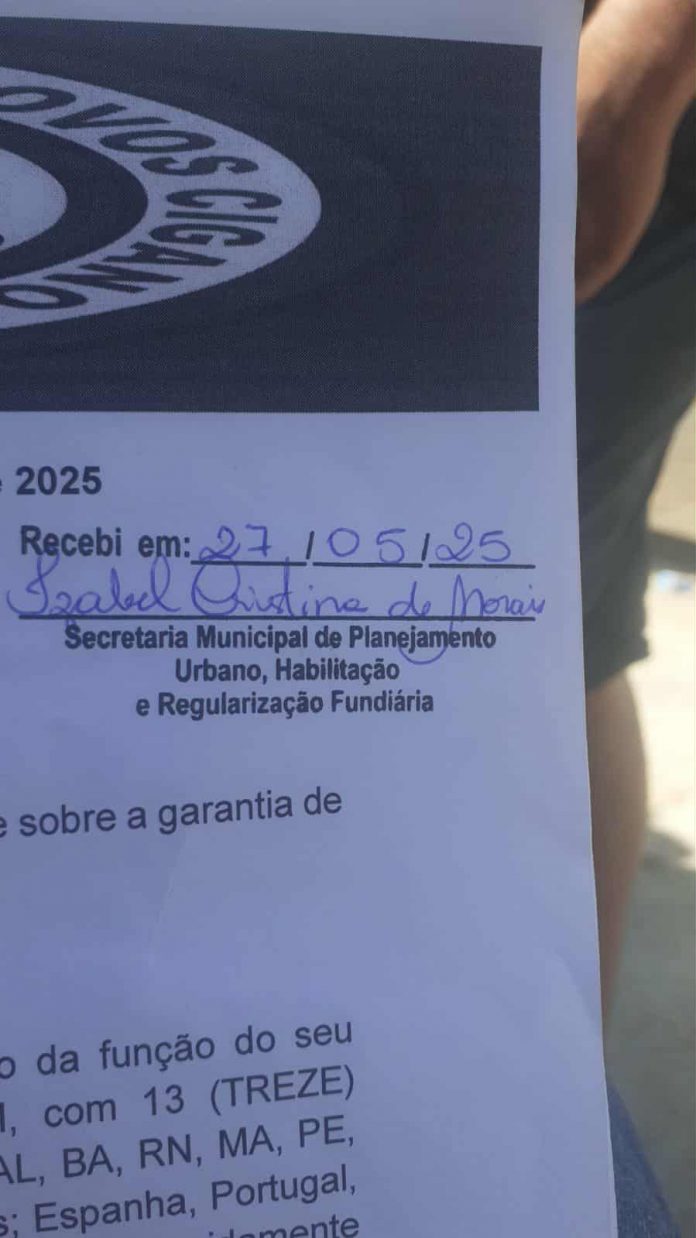 OVOS CIGANO
2025
Recebi em: 27/05/25
Izabel Cristina de Morais
Secretaria Municipal de Planejamento
Urbano, Habilitação
e Regularização Fundiária
e sobre a garantia de
o da função do seu
, com 13 (TREZE)
AL, BA, RN, MA, PE,
s; Espanha, Portugal,